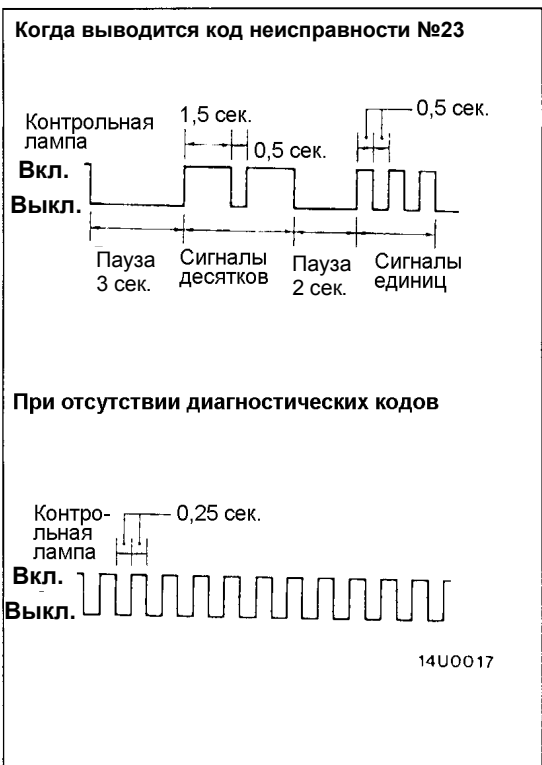 Когда выводится код неисправности №23
1,5 сек.
0,5 сек.
Контрольная
лампа
0,5 сек.
Вкл.
Выкл.
Пауза
3 сек.
Сигналы
десятков
Пауза
2 сек.
Сигналы
единиц
При отсутствии диагностических кодов
Контро-
льная
лампа
0,25 сек.
Вкл.
Выкл.
14U0017